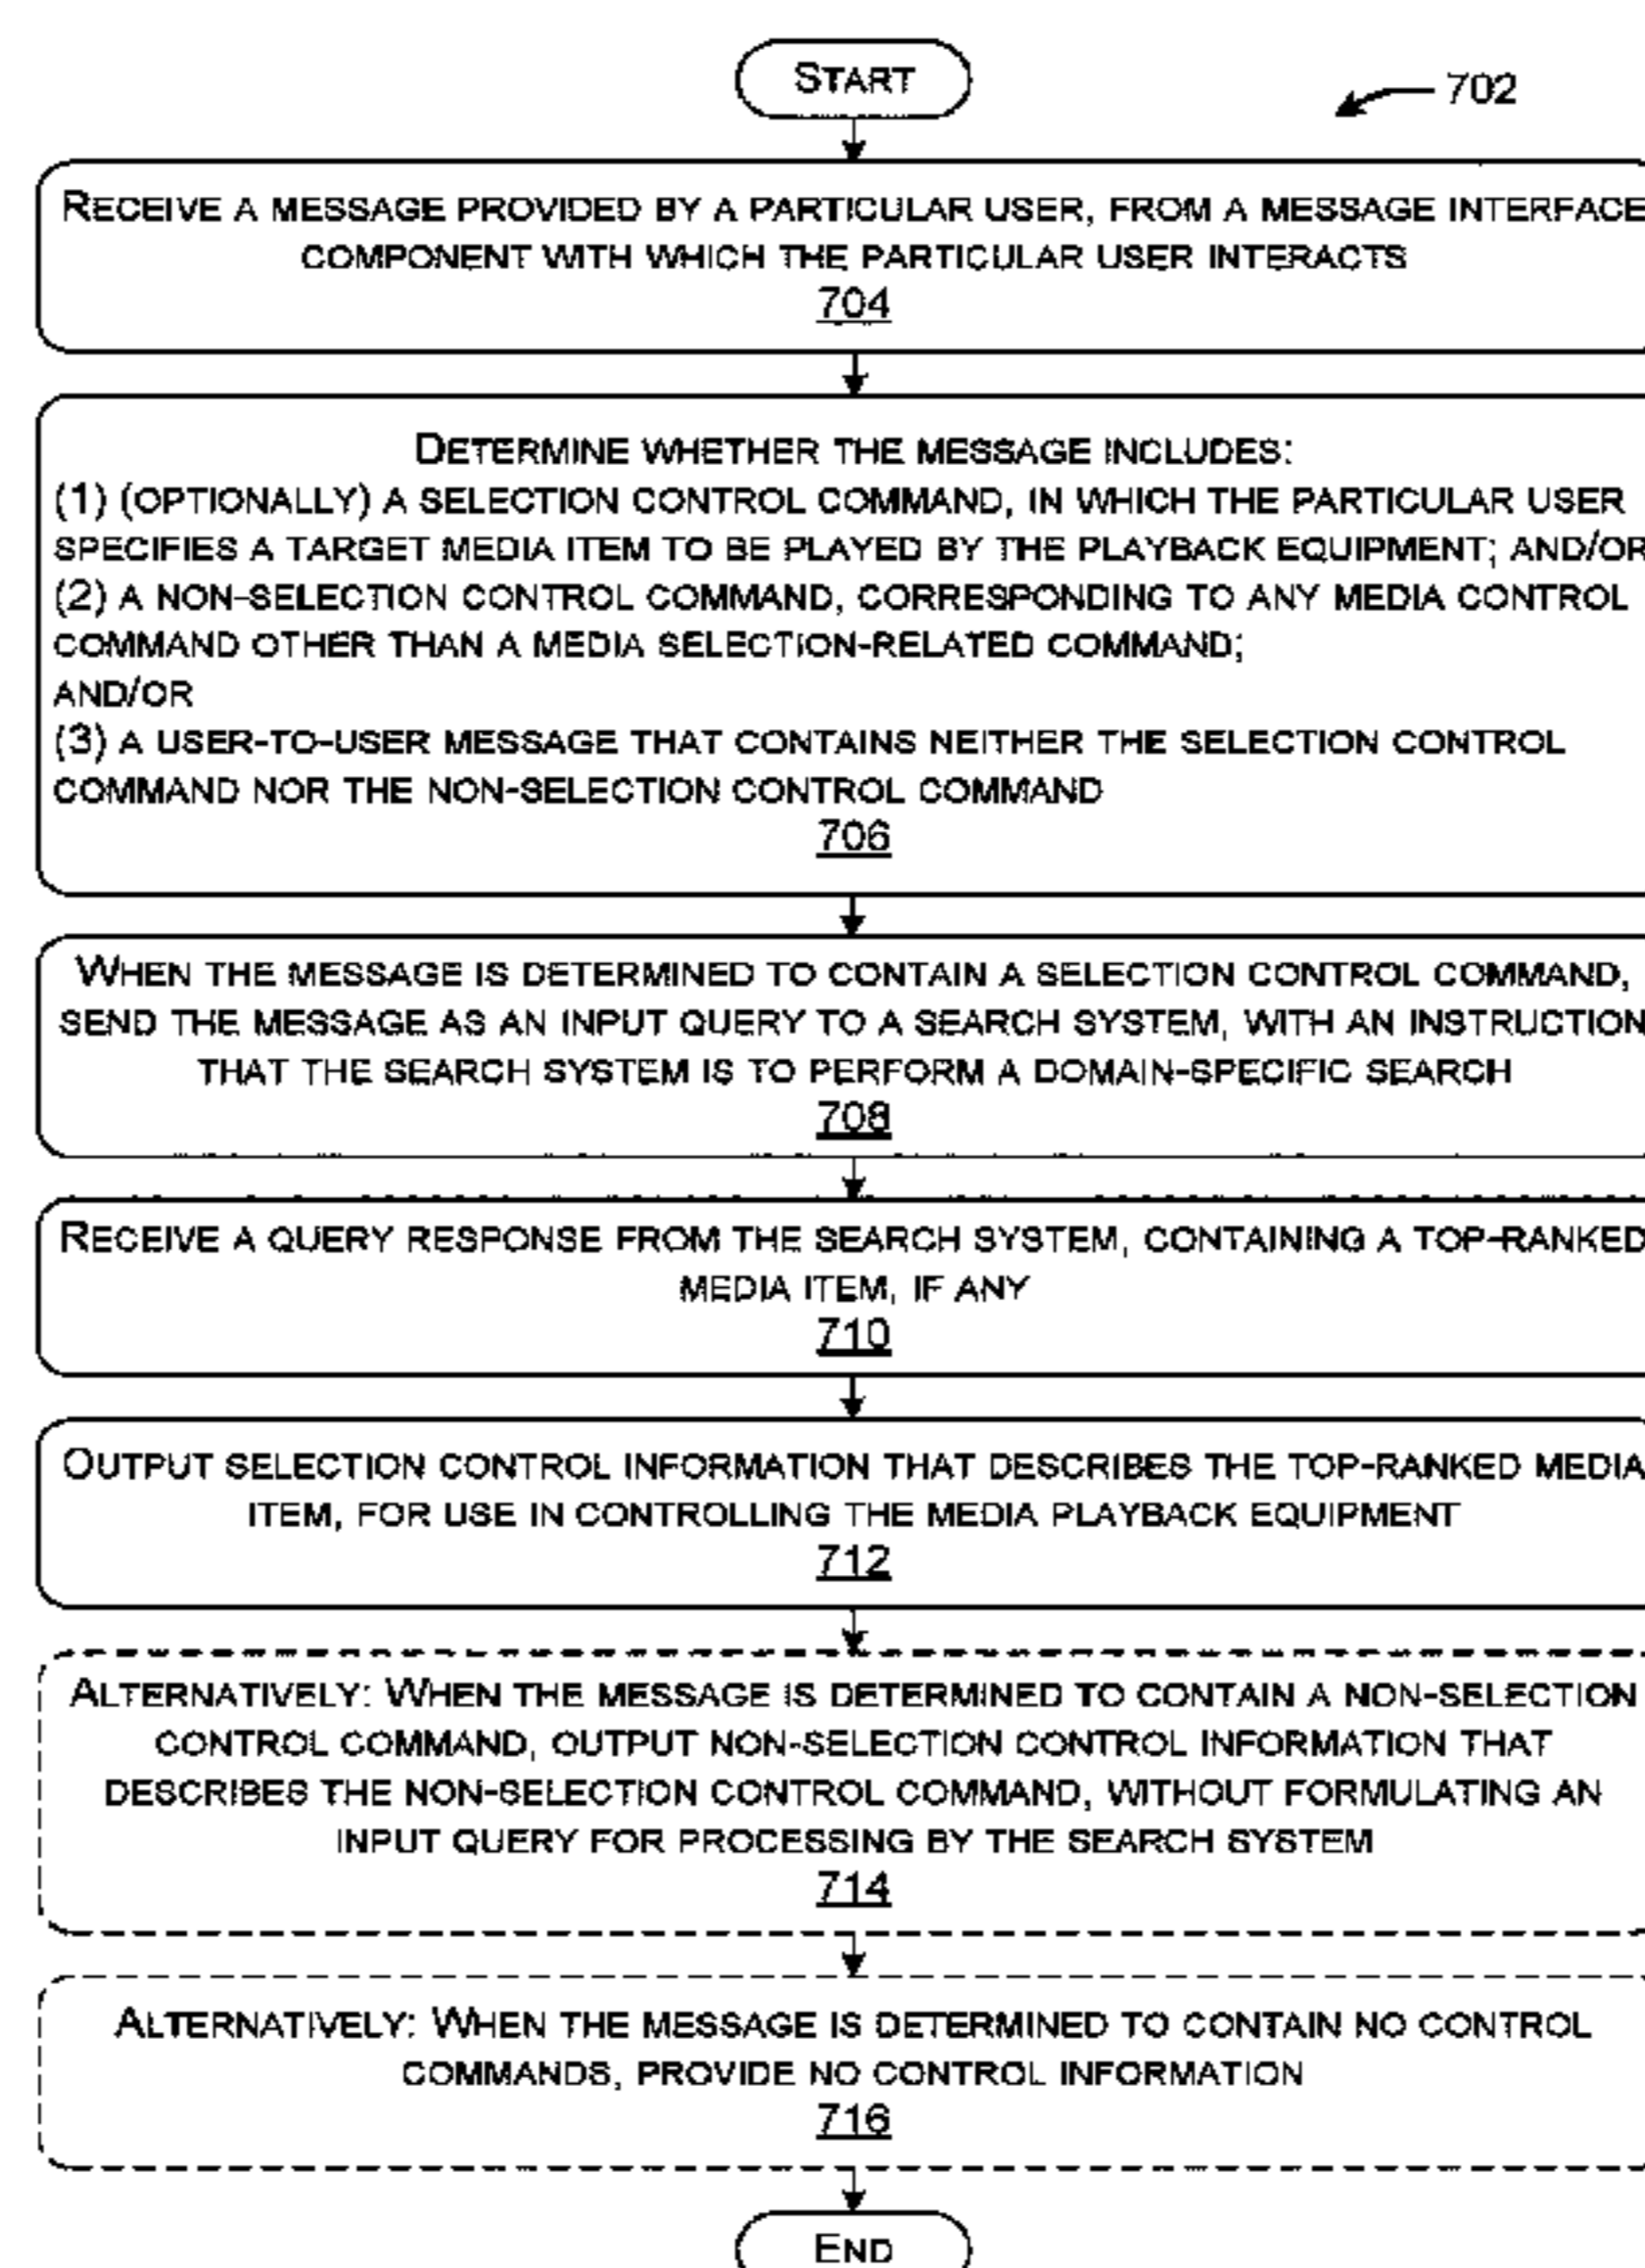 START
702
RECEIVE A MESSAGE PROVIDED BY A PARTICULAR USER, FROM A MESSAGE INTERFACE
COMPONENT WITH WHICH THE PARTICULAR USER INTERACTS
704
DETERMINE WHETHER THE MESSAGE INCLUDES:
(1) (OPTIONALLY) A SELECTION CONTROL COMMAND, IN WHICH THE PARTICULAR USER
SPECIFIES A TARGET MEDIA ITEM TO BE PLAYED BY THE PLAYBACK EQUIPMENT; AND/OR
(2) A NON-SELECTION CONTROL COMMAND, CORRESPONDING TO ANY MEDIA CONTROL
COMMAND OTHER THAN A MEDIA SELECTION-RELATED COMMAND;
AND/OR
(3) A USER-TO-USER MESSAGE THAT CONTAINS NEITHER THE SELECTION CONTROL
COMMAND NOR THE NON-SELECTION CONTROL COMMAND
706
WHEN THE MESSAGE IS DETERMINED TO CONTAIN A SELECTION CONTROL COMMAND,
SEND THE MESSAGE AS AN INPUT QUERY TO A SEARCH SYSTEM, WITH AN INSTRUCTION
THAT THE SEARCH SYSTEM IS TO PERFORM A DOMAIN-SPECIFIC SEARCH
708
RECEIVE A QUERY RESPONSE FROM THE SEARCH SYSTEM, CONTAINING A TOP-RANKED
MEDIA ITEM, IF ANY
710
OUTPUT SELECTION CONTROL INFORMATION THAT DESCRIBES THE TOP-RANKED MEDIA
ITEM, FOR USE IN CONTROLLING THE MEDIA PLAYBACK EQUIPMENT
712
ALTERNATIVELY: WHEN THE MESSAGE IS DETERMINED TO CONTAIN A NON-SELECTION
CONTROL COMMAND, OUTPUT NON-SELECTION CONTROL INFORMATION THAT
DESCRIBES THE NON-SELECTION CONTROL COMMAND, WITHOUT FORMULATING AN
INPUT QUERY FOR PROCESSING BY THE SEARCH SYSTEM
714
ALTERNATIVELY: WHEN THE MESSAGE IS DETERMINED TO CONTAIN NO CONTROL
COMMANDS, PROVIDE NO CONTROL INFORMATION
716
END